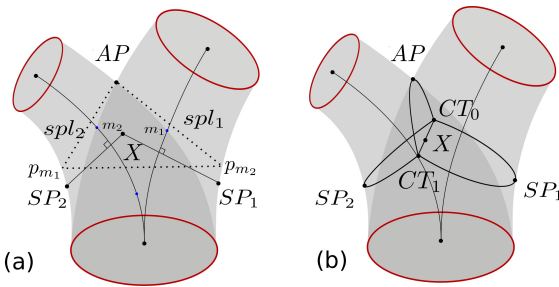 AP
spl₂ m₂ m₁ spl₁
X
pₘ₁ pₘ₂
SP₂ SP₁
(a)
AP
CT₀
X
CT₁
SP₂ SP₁
(b)